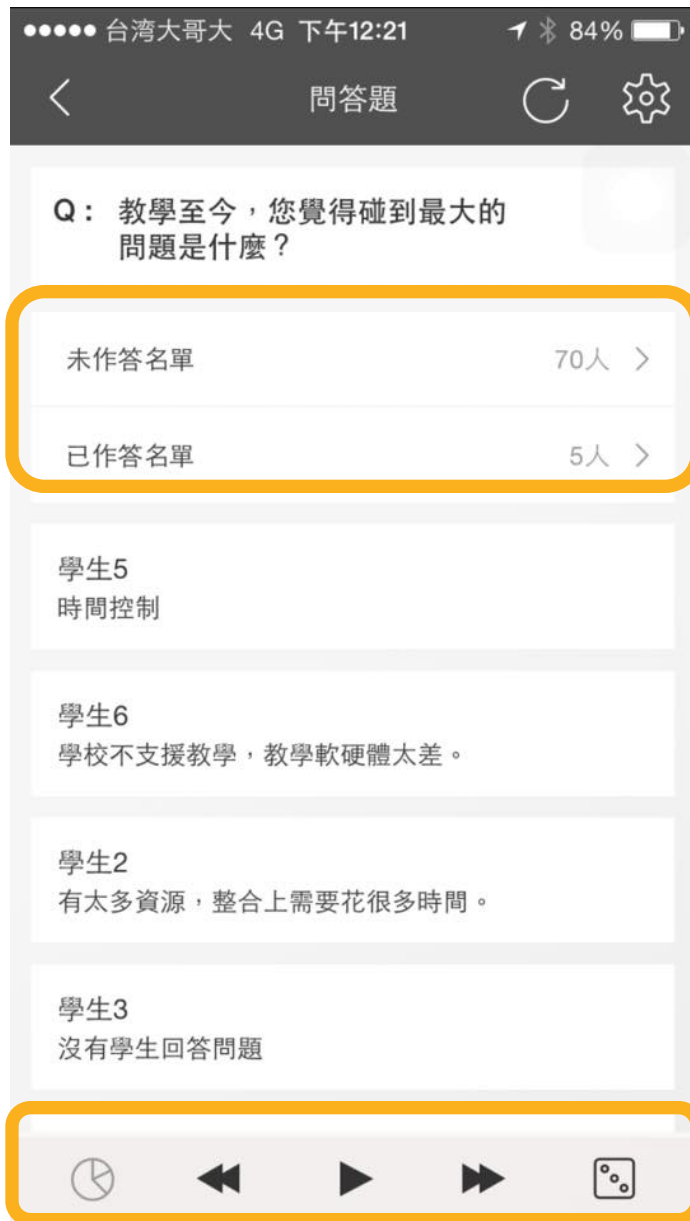 台湾大哥大 4G 下午12:21 84%
問答題
Q： 教學至今，您覺得碰到最大的
問題是什麼？
未作答名單 70人
已作答名單 5人
學生5
時間控制
學生6
學校不支援教學，教學軟硬體太差。
學生2
有太多資源，整合上需要花很多時間。
學生3
沒有學生回答問題